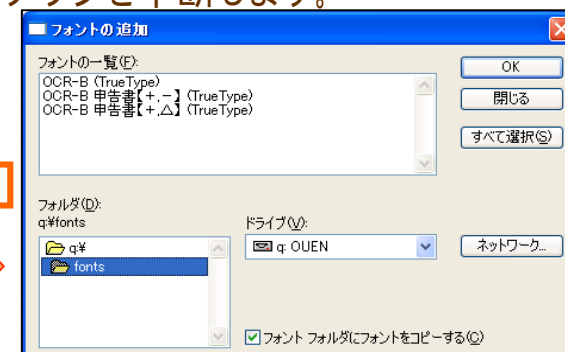 フォントの追加
フォントの一覧(F):
OCR-B (TrueType)
OCR-B 申告書【+,-】 (TrueType)
OCR-B 申告書【+,△】 (TrueType)
OK
閉じる
すべて選択(S)
フォルダ(D):
q:¥fonts
q:¥
fonts
ドライブ(V):
q: OUEN
ネットワーク...
フォント フォルダにフォントをコピーする(C)